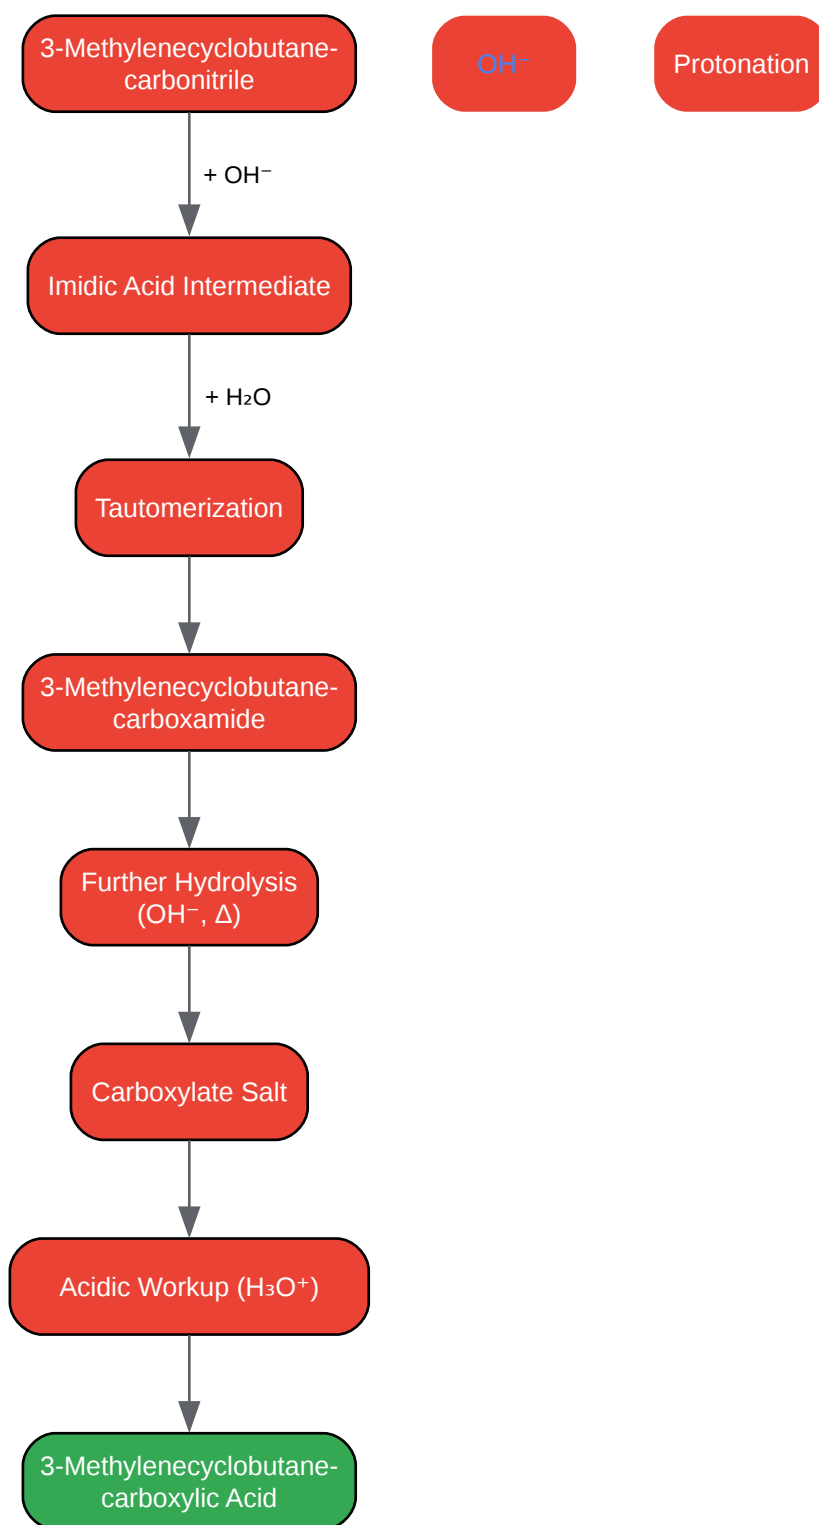 3-Methylenecyclobutane-
carbonitrile
OH⁻
Protonation
+ OH⁻
Imidic Acid Intermediate
+ H₂O
Tautomerization
3-Methylenecyclobutane-
carboxamide
Further Hydrolysis
(OH⁻, Δ)
Carboxylate Salt
Acidic Workup (H₃O⁺)
3-Methylenecyclobutane-
carboxylic Acid